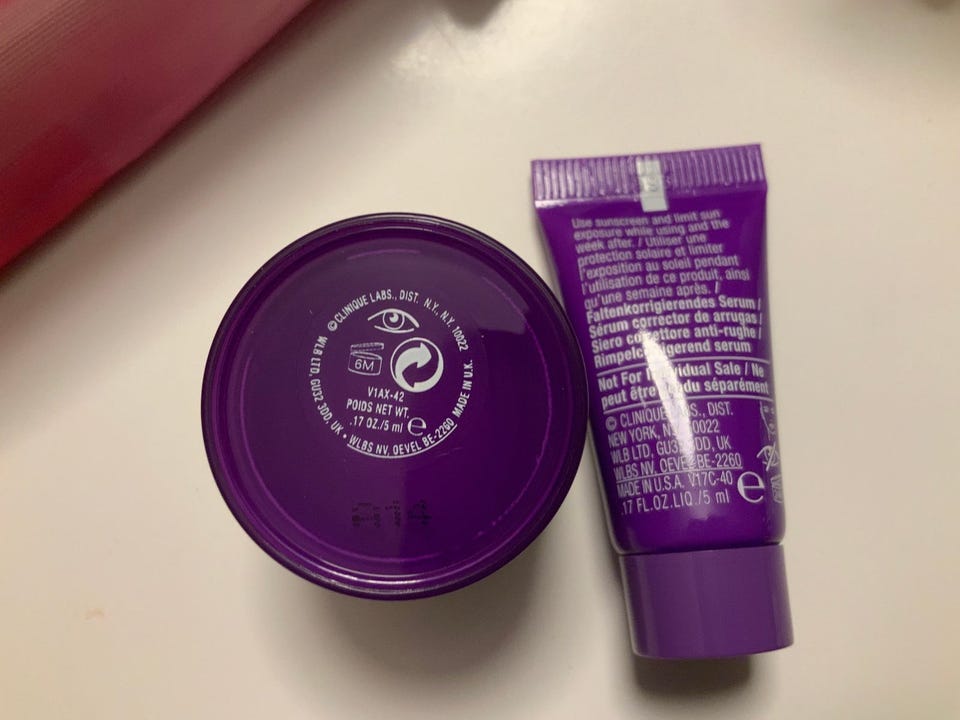 © CLINIQUE LABS., DIST. N.Y. N.Y. 10022
WLB LTD, GU32 3DD, UK • WLBS NV, OEVEL BE-2260 MADE IN U.K.
6M
V1AX-42
POIDS NET WT.
.17 OZ./5 ml e
Use sunscreen and limit sun
exposure while using and the
week after. / Utiliser une
protection solaire et limiter
l'exposition au soleil pendant
l'utilisation de ce produit, ainsi
qu'une semaine après. /
Faltenkorrigierendes Serum /
Sérum corrector de arrugas /
Siero correttore anti-rughe /
Rimpelcorrigerend serum
Not For Individual Sale / Ne
peut être vendu séparément
© CLINIQUE LABS., DIST.
NEW YORK, NY 10022
WLB LTD, GU32 3DD, UK
WLBS NV, OEVEL BE-2260
MADE IN U.S.A. V17C-40
.17 FL.OZ.LIQ./5 ml e